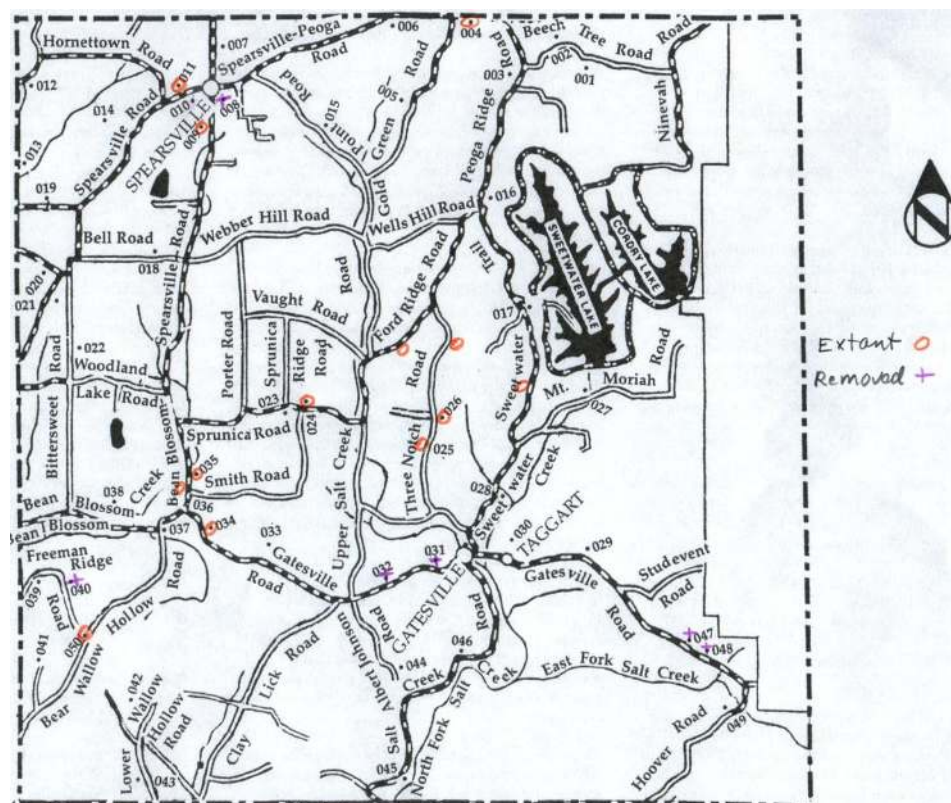 Hornettown Road
007
Spearsville-Peoga Road
006
004
Beech Tree Road
002
003
001
Ninevah Road
011
012
014
010
008
009
SPEARSVILLE
Spearsville Road
013
015
005
Gold Point Road
Green Road
Peoga Ridge Road
019
016
Bell Road
018
Webber Hill Road
Wells Hill Road
Spearsville Road
SWEETWATER LAKE
CORDRY LAKE
020
021
022
017
Vaught Road
Ford Ridge Road
Sweetwater Trail
Porter Road
Sprunica Ridge Road
Woodland Lake Road
Bittersweet Road
023
024
Sprunica Road
Mt. Moriah Road
027
026
025
Three Notch Road
Extant
Removed
Bean Blossom
035
Smith Road
036
038
Bean Blossom Creek
Bean Blossom
037
034
033
Upper Salt Creek Road
Sweetwater Creek
028
030
TAGGART
029
Gatesville Road
Gatesville Road
Studevent Road
031
032
GATESVILLE
Freeman Ridge
039
040
Peoy Road
041
050
Bear Wallow Hollow Road
042
Lower Wallow Hollow Road
043
Clay Lick Road
Albert Johnson Road
044
045
046
Salt Creek Road
North Fork Salt Creek
East Fork Salt Creek
047
048
049
Hoover Road